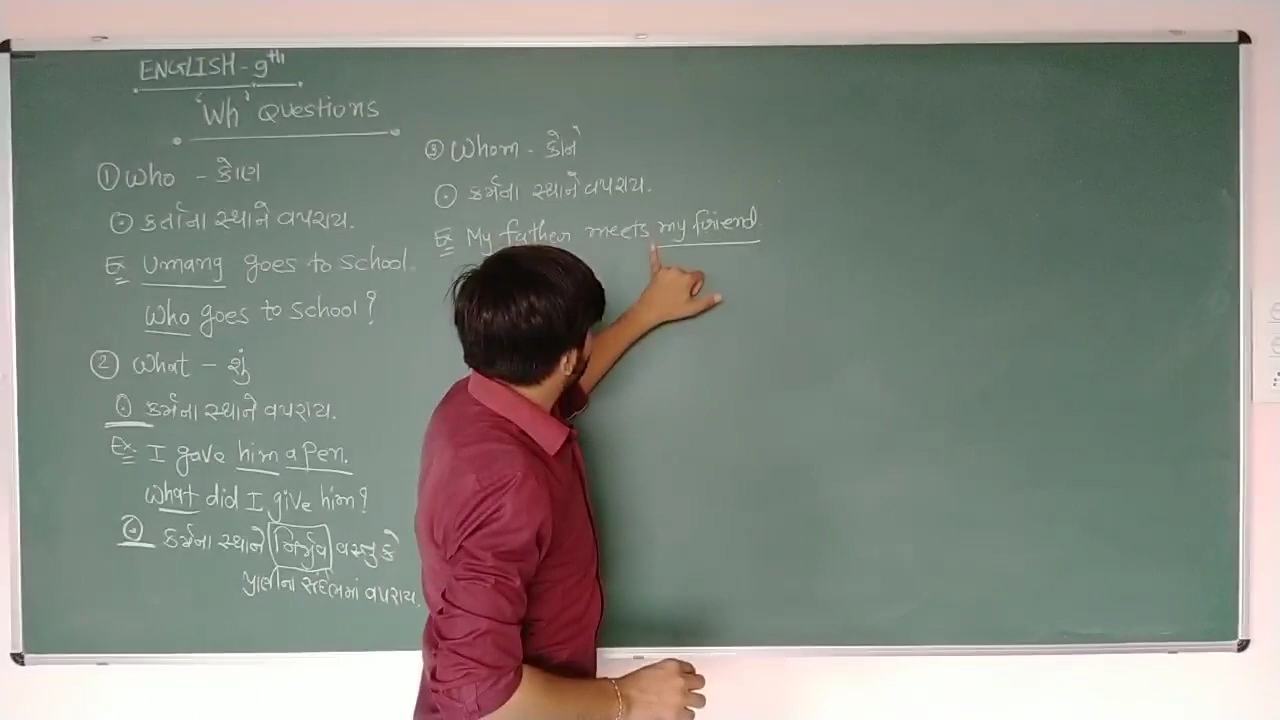 ENGLISH - 9th
'Wh' Questions
① Who - કોણ
⊙ કર્તાના સ્થાને વપરાય.
Ex Umang goes to school.
Who goes to school?
② What - શું
⊙ કર્મના સ્થાને વપરાય.
Ex I gave him a pen.
What did I give him?
⊙ કર્મના સ્થાને નિર્જીવ વસ્તુ કે
પ્રાણીના સંદર્ભમાં વપરાય.
③ Whom - કોને
⊙ કર્મના સ્થાને વપરાય.
Ex My father meets my friend.